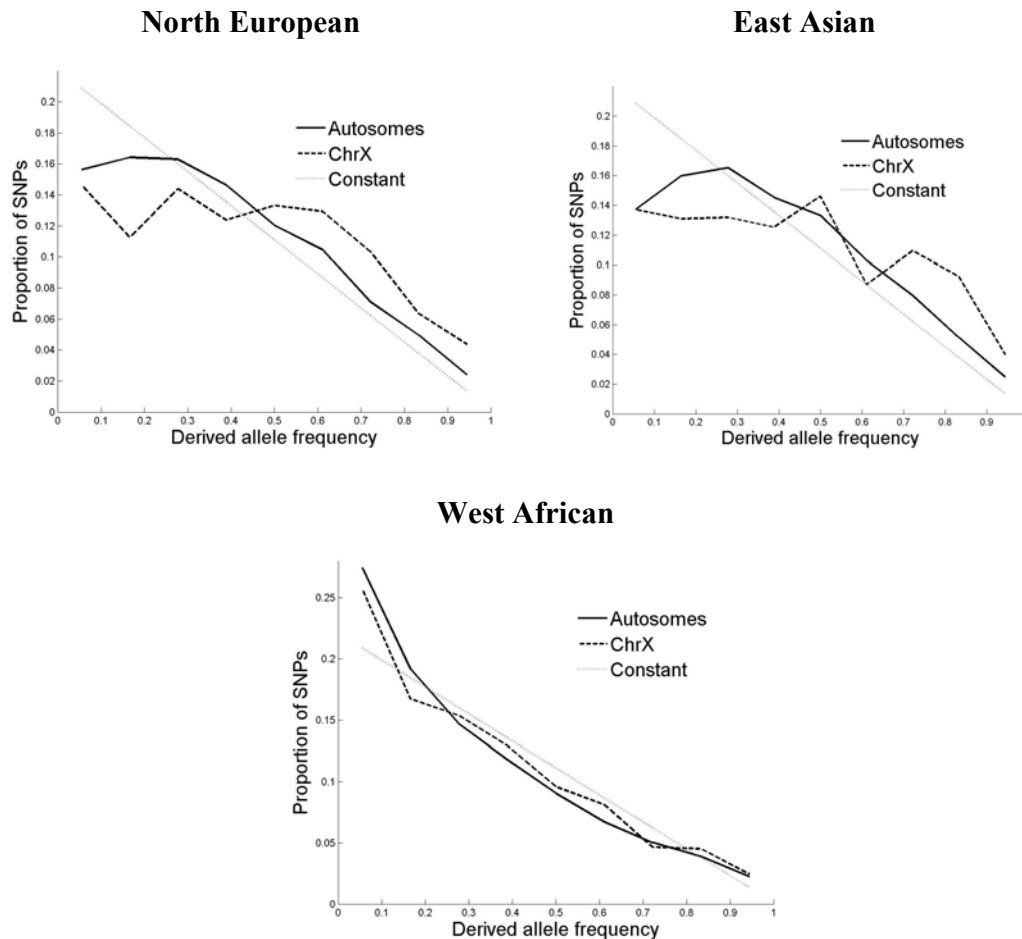 North European
East Asian
0.2
0.18
0.16
0.14
0.12
0.1
0.08
0.06
0.04
0.02
0
Proportion of SNPs
Autosomes
ChrX
Constant
0 0.1 0.2 0.3 0.4 0.5 0.6 0.7 0.8 0.9 1
Derived allele frequency
0.2
0.18
0.16
0.14
0.12
0.1
0.08
0.06
0.04
0.02
0
Proportion of SNPs
Autosomes
ChrX
Constant
0 0.1 0.2 0.3 0.4 0.5 0.6 0.7 0.8 0.9
Derived allele frequency
West African
0.25
0.2
0.15
0.1
0.05
0
Proportion of SNPs
Autosomes
ChrX
Constant
0 0.1 0.2 0.3 0.4 0.5 0.6 0.7 0.8 0.9 1
Derived allele frequency